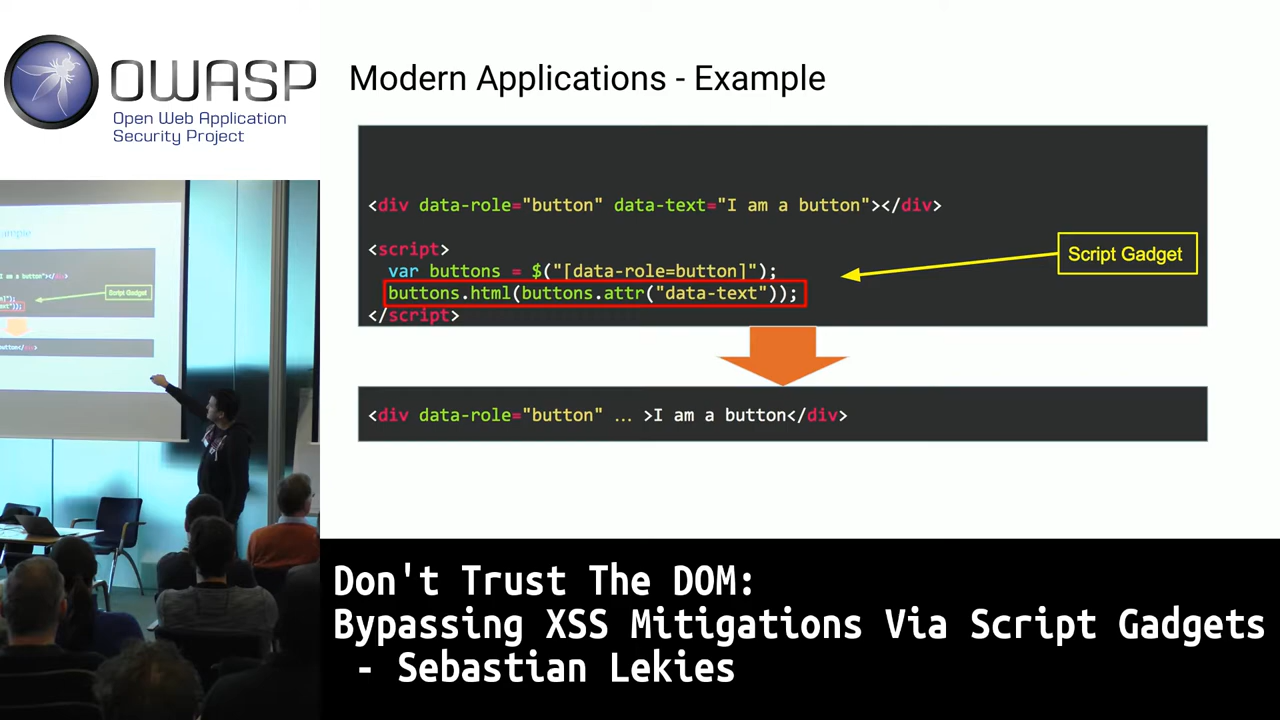 OWASP
Open Web Application
Security Project
Modern Applications - Example
<div data-role="button" data-text="I am a button"></div>
<script>
var buttons = $("[data-role=button]");
buttons.html(buttons.attr("data-text"));
</script>
Script Gadget
<div data-role="button" … >I am a button</div>
Script Gadget
Don't Trust The DOM:
Bypassing XSS Mitigations Via Script Gadgets
- Sebastian Lekies